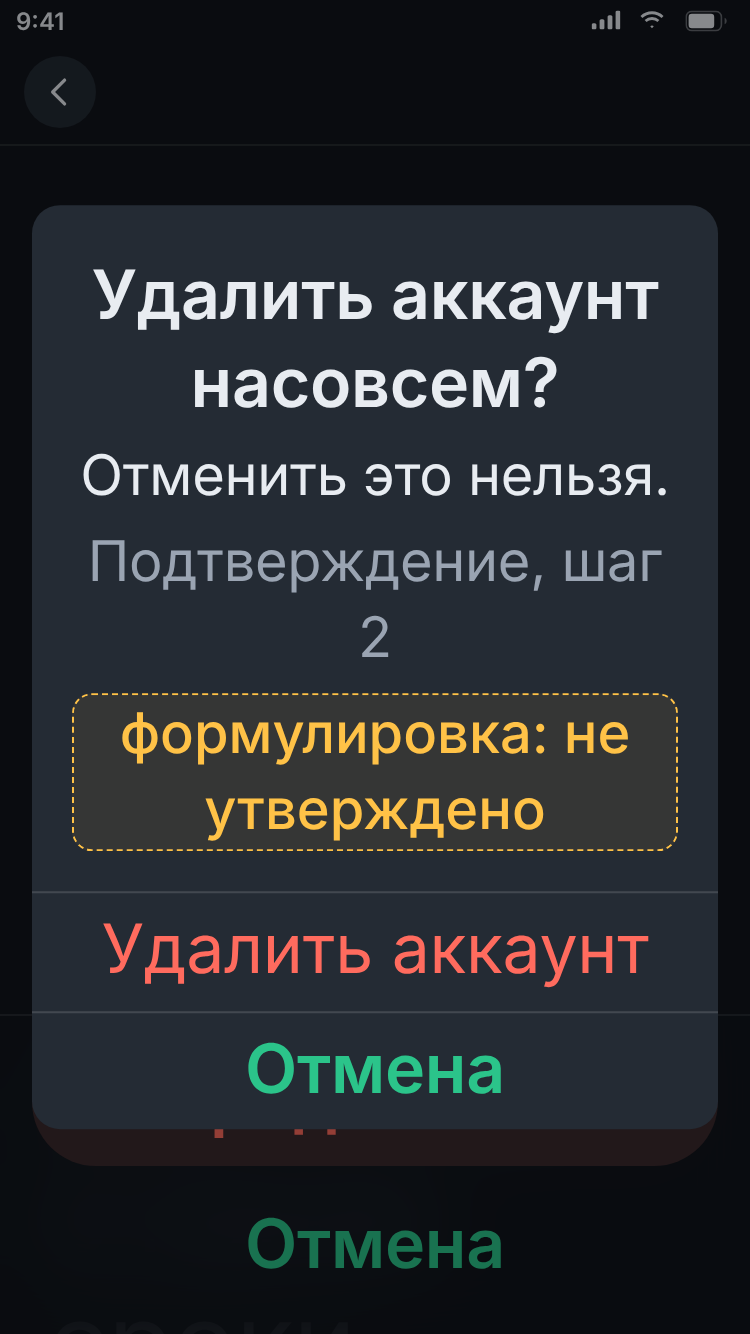 9:41
Удалить аккаунт
насовсем?
Отменить это нельзя.
Подтверждение, шаг
2
формулировка: не
утверждено
Удалить аккаунт
Отмена
Отмена